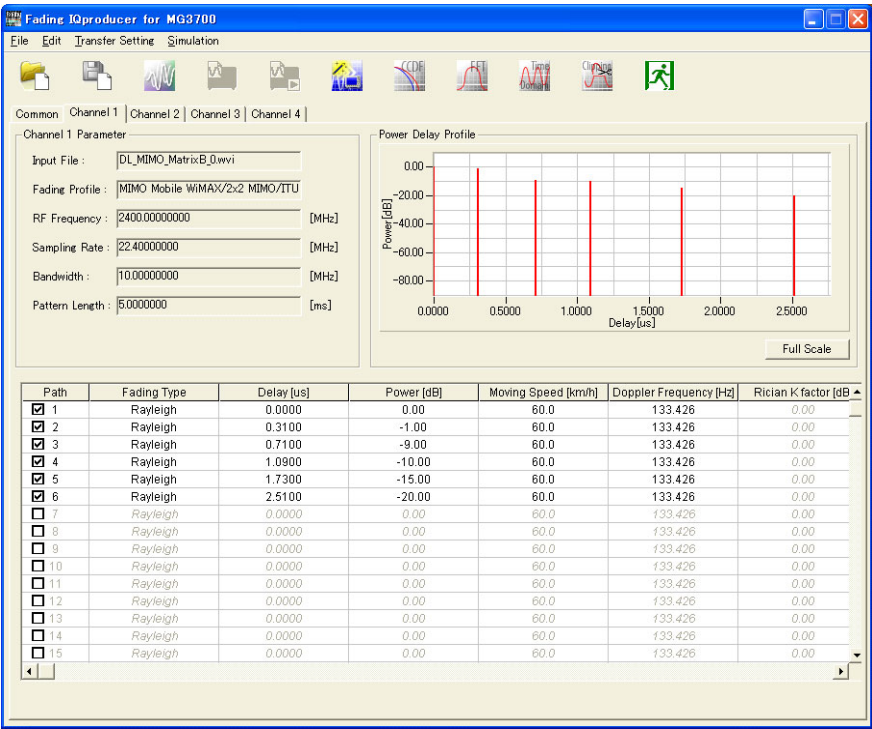 Fading IQproducer for MG3700
File Edit Transfer Setting Simulation
CCDF FFT Time Domain Clipping
Common Channel 1 Channel 2 Channel 3 Channel 4
Channel 1 Parameter
Input File : DL_MIMO_MatrixB_0.wvi
Fading Profile : MIMO Mobile WiMAX/2x2 MIMO/ITU
RF Frequency : 2400.00000000 [MHz]
Sampling Rate : 22.40000000 [MHz]
Bandwidth : 10.00000000 [MHz]
Pattern Length : 5.0000000 [ms]
Power Delay Profile
Power[dB]
0.00
-20.00
-40.00
-60.00
-80.00
0.0000 0.5000 1.0000 1.5000 2.0000 2.5000
Delay[us]
Full Scale
Path Fading Type Delay [us] Power [dB] Moving Speed [km/h] Doppler Frequency [Hz] Rician K factor [dB
1 Rayleigh 0.0000 0.00 60.0 133.426 0.00
2 Rayleigh 0.3100 -1.00 60.0 133.426 0.00
3 Rayleigh 0.7100 -9.00 60.0 133.426 0.00
4 Rayleigh 1.0900 -10.00 60.0 133.426 0.00
5 Rayleigh 1.7300 -15.00 60.0 133.426 0.00
6 Rayleigh 2.5100 -20.00 60.0 133.426 0.00
7 Rayleigh 0.0000 0.00 60.0 133.426 0.00
8 Rayleigh 0.0000 0.00 60.0 133.426 0.00
9 Rayleigh 0.0000 0.00 60.0 133.426 0.00
10 Rayleigh 0.0000 0.00 60.0 133.426 0.00
11 Rayleigh 0.0000 0.00 60.0 133.426 0.00
12 Rayleigh 0.0000 0.00 60.0 133.426 0.00
13 Rayleigh 0.0000 0.00 60.0 133.426 0.00
14 Rayleigh 0.0000 0.00 60.0 133.426 0.00
15 Rayleigh 0.0000 0.00 60.0 133.426 0.00